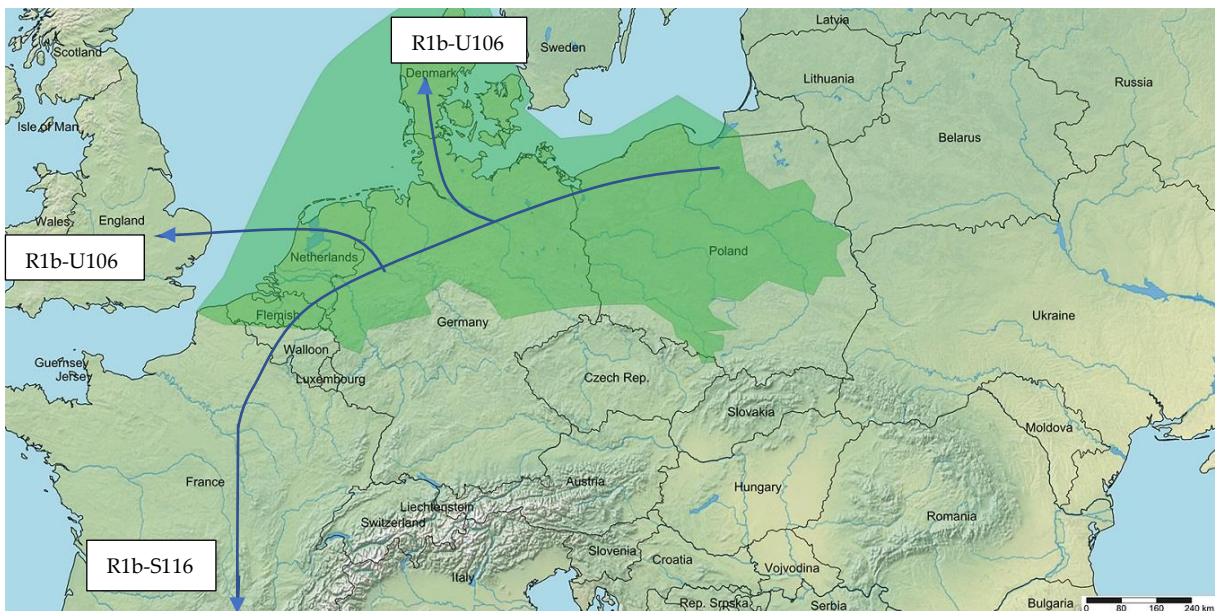 R1b-U106
Latvia
Scotland
Sweden
Denmark
Lithuania
Russia
Isle of Man
Belarus
Wales
England
R1b-U106
Netherlands
Poland
Flemish
Germany
Ukraine
Walloon
Guernsey
Jersey
Luxembourg
Czech Rep.
Slovakia
Moldova
France
Austria
Hungary
Liechtenstein
Switzerland
Romania
Slovenia
Croatia
R1b-S116
Vojvodina
Italy
Rep. Srpska
Serbia
Bulgaria
0 80 160 240 km